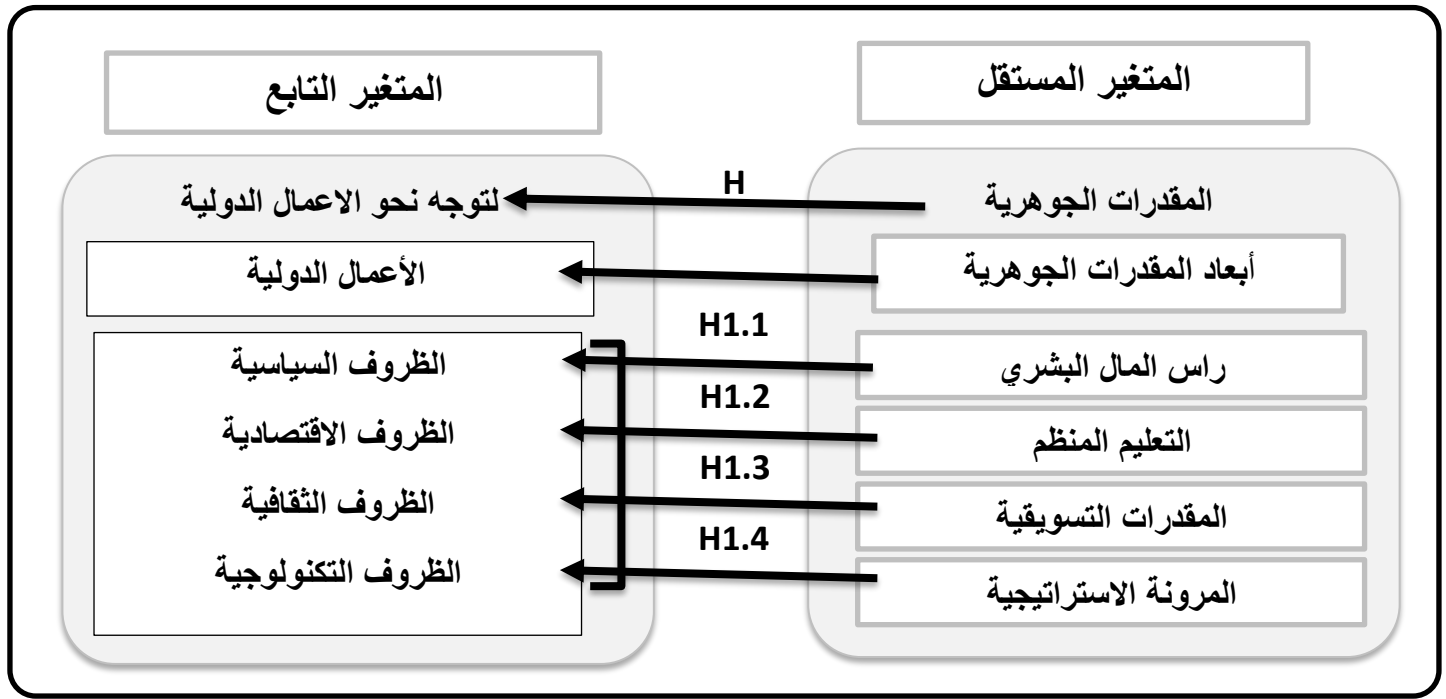 المتغير المستقل
المتغير التابع
المقدرات الجوهرية
H
لتوجه نحو الاعمال الدولية
أبعاد المقدرات الجوهرية
الأعمال الدولية
راس المال البشري
H1.1
الظروف السياسية
التعليم المنظم
H1.2
الظروف الاقتصادية
المقدرات التسويقية
H1.3
الظروف الثقافية
المرونة الاستراتيجية
H1.4
الظروف التكنولوجية